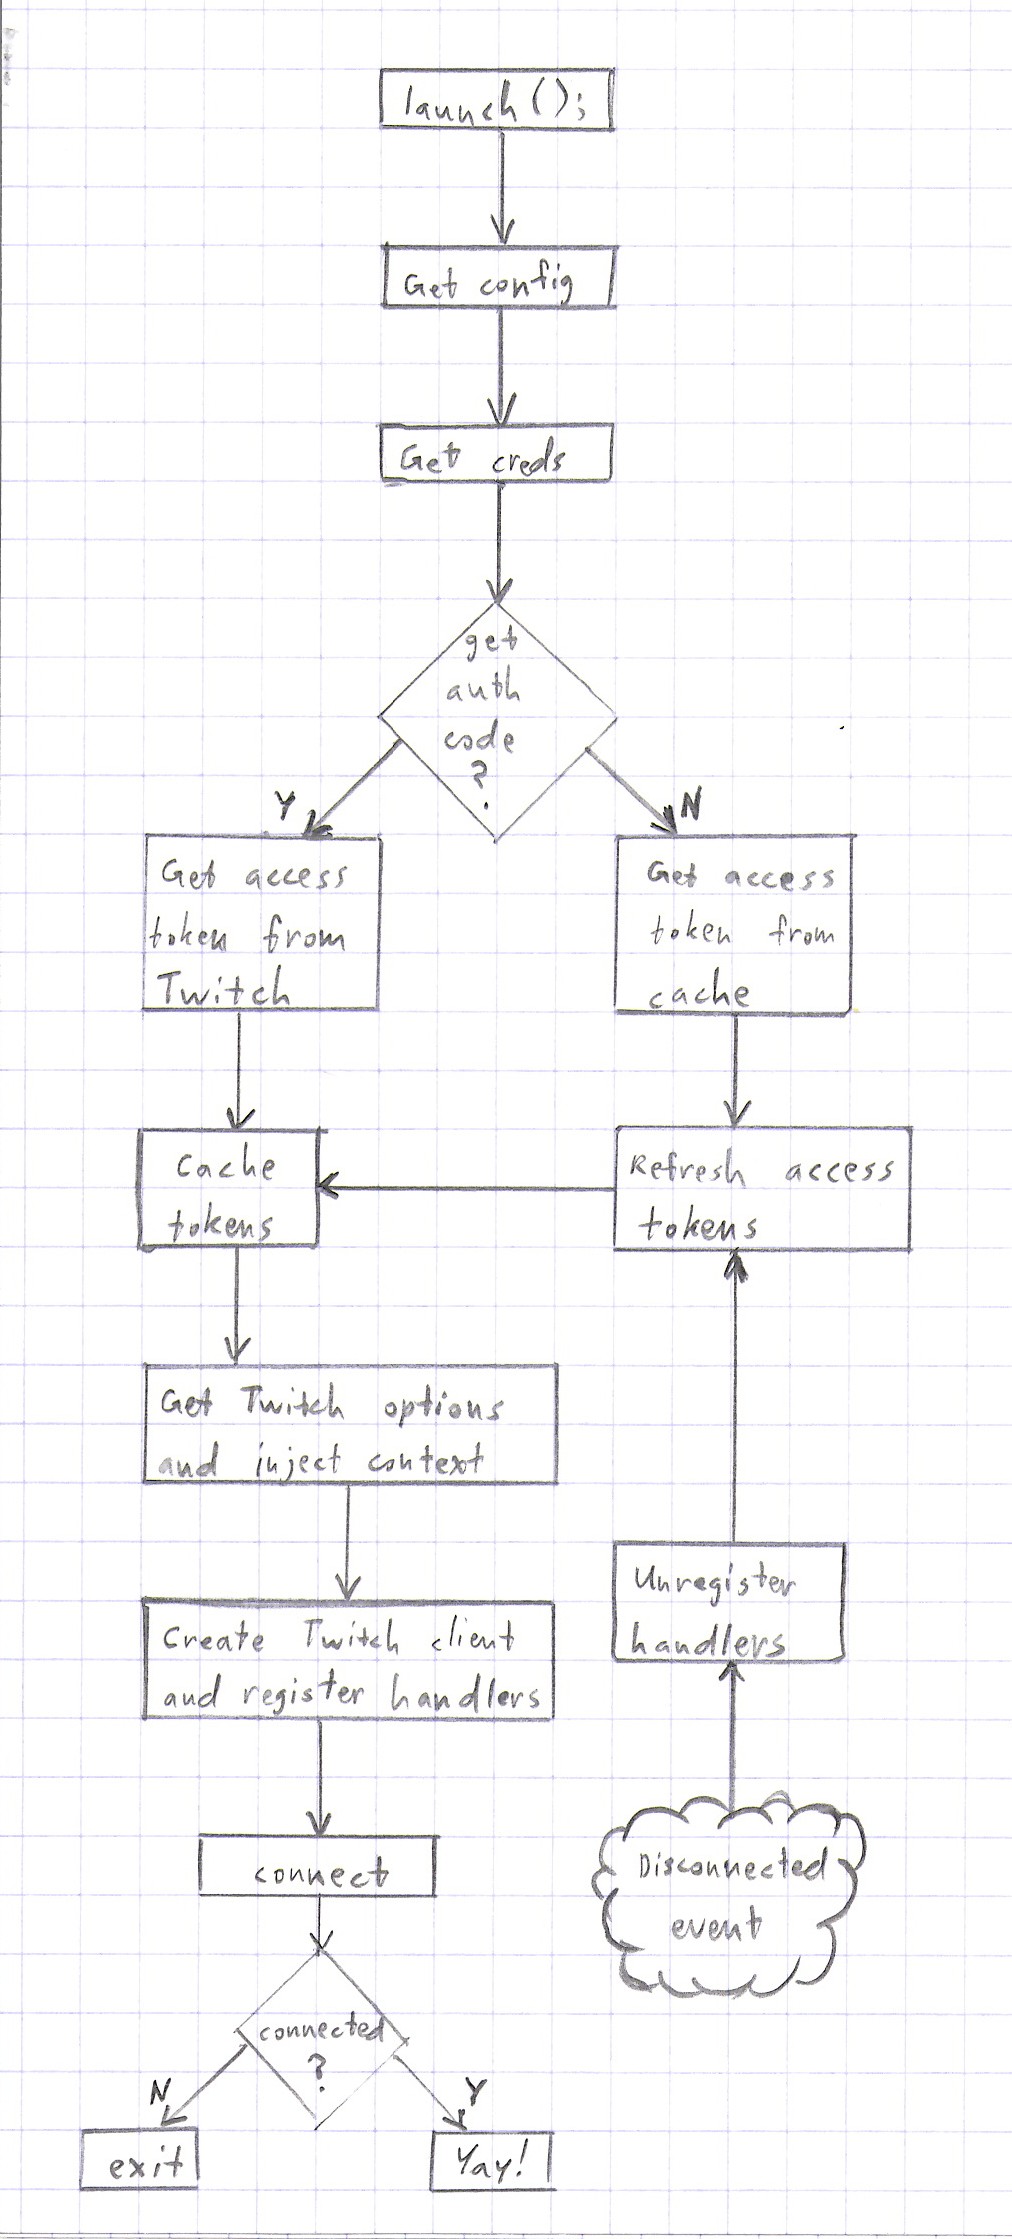 launch();
Get config
Get creds
get
auth
code
?
Y
N
Get access
token from
Twitch
Get access
token from
cache
Cache
tokens
Refresh access
tokens
Get Twitch options
and inject context
Create Twitch client
and register handlers
Unregister
handlers
connect
Disconnected
event
connected
?
N
Y
exit
Yay!